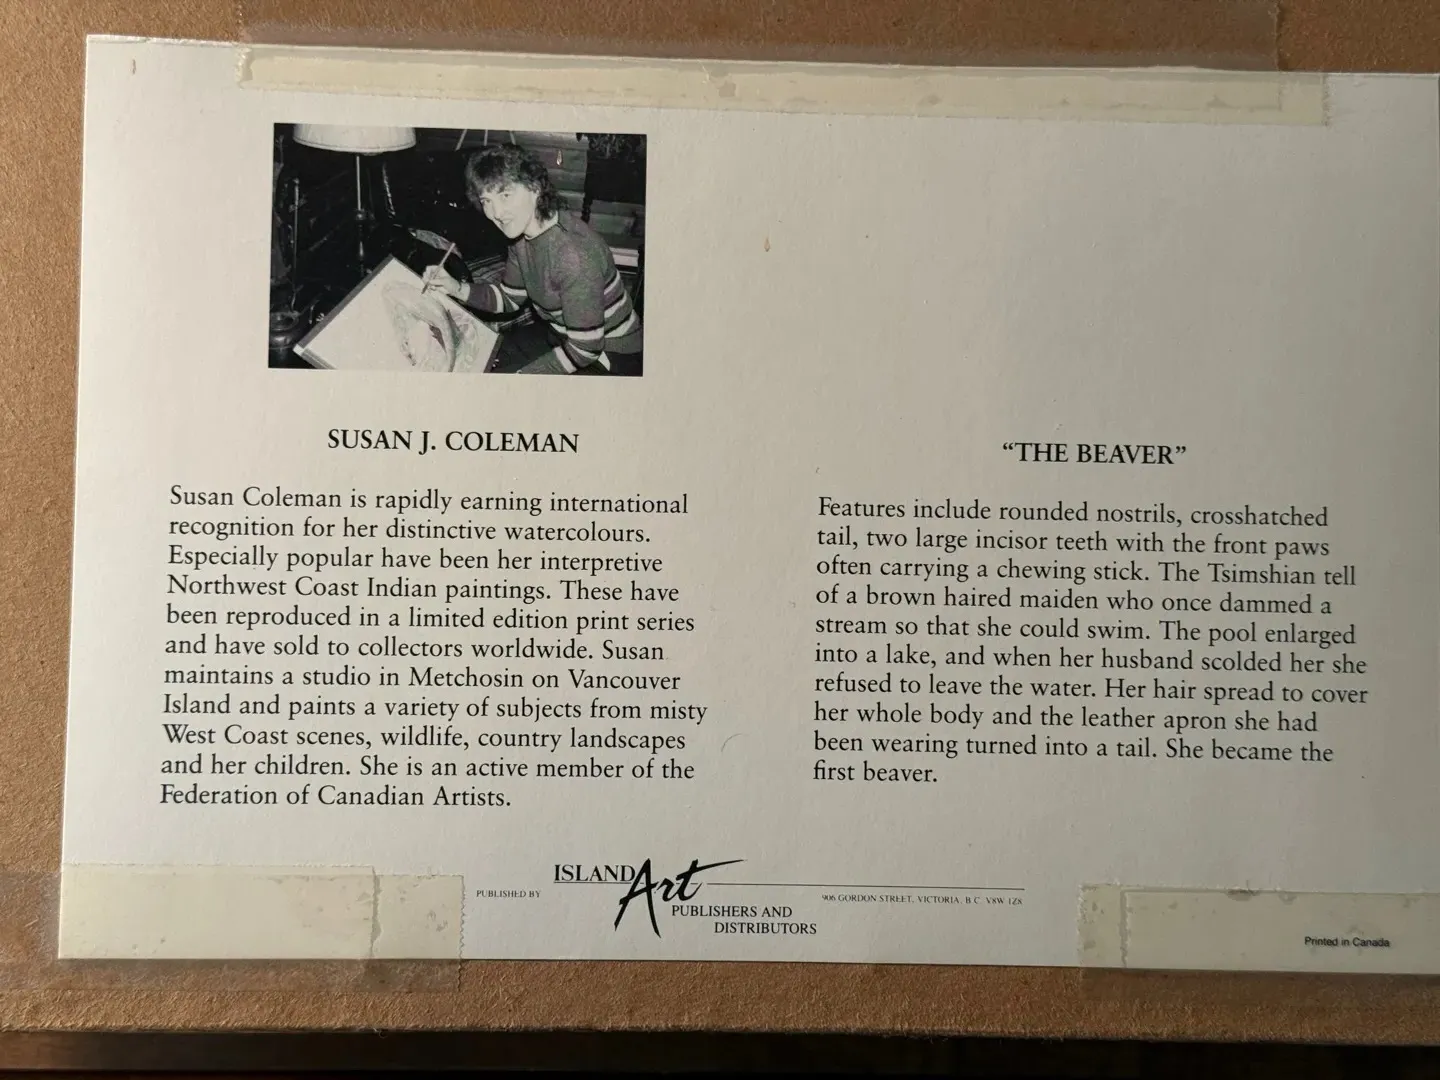 SUSAN J. COLEMAN
Susan Coleman is rapidly earning international
recognition for her distinctive watercolours.
Especially popular have been her interpretive
Northwest Coast Indian paintings. These have
been reproduced in a limited edition print series
and have sold to collectors worldwide. Susan
maintains a studio in Metchosin on Vancouver
Island and paints a variety of subjects from misty
West Coast scenes, wildlife, country landscapes
and her children. She is an active member of the
Federation of Canadian Artists.
“THE BEAVER”
Features include rounded nostrils, crosshatched
tail, two large incisor teeth with the front paws
often carrying a chewing stick. The Tsimshian tell
of a brown haired maiden who once dammed a
stream so that she could swim. The pool enlarged
into a lake, and when her husband scolded her she
refused to leave the water. Her hair spread to cover
her whole body and the leather apron she had
been wearing turned into a tail. She became the
first beaver.
PUBLISHED BY
ISLAND Art
PUBLISHERS AND
DISTRIBUTORS
906 GORDON STREET, VICTORIA, B C V8W 1Z8
Printed in Canada